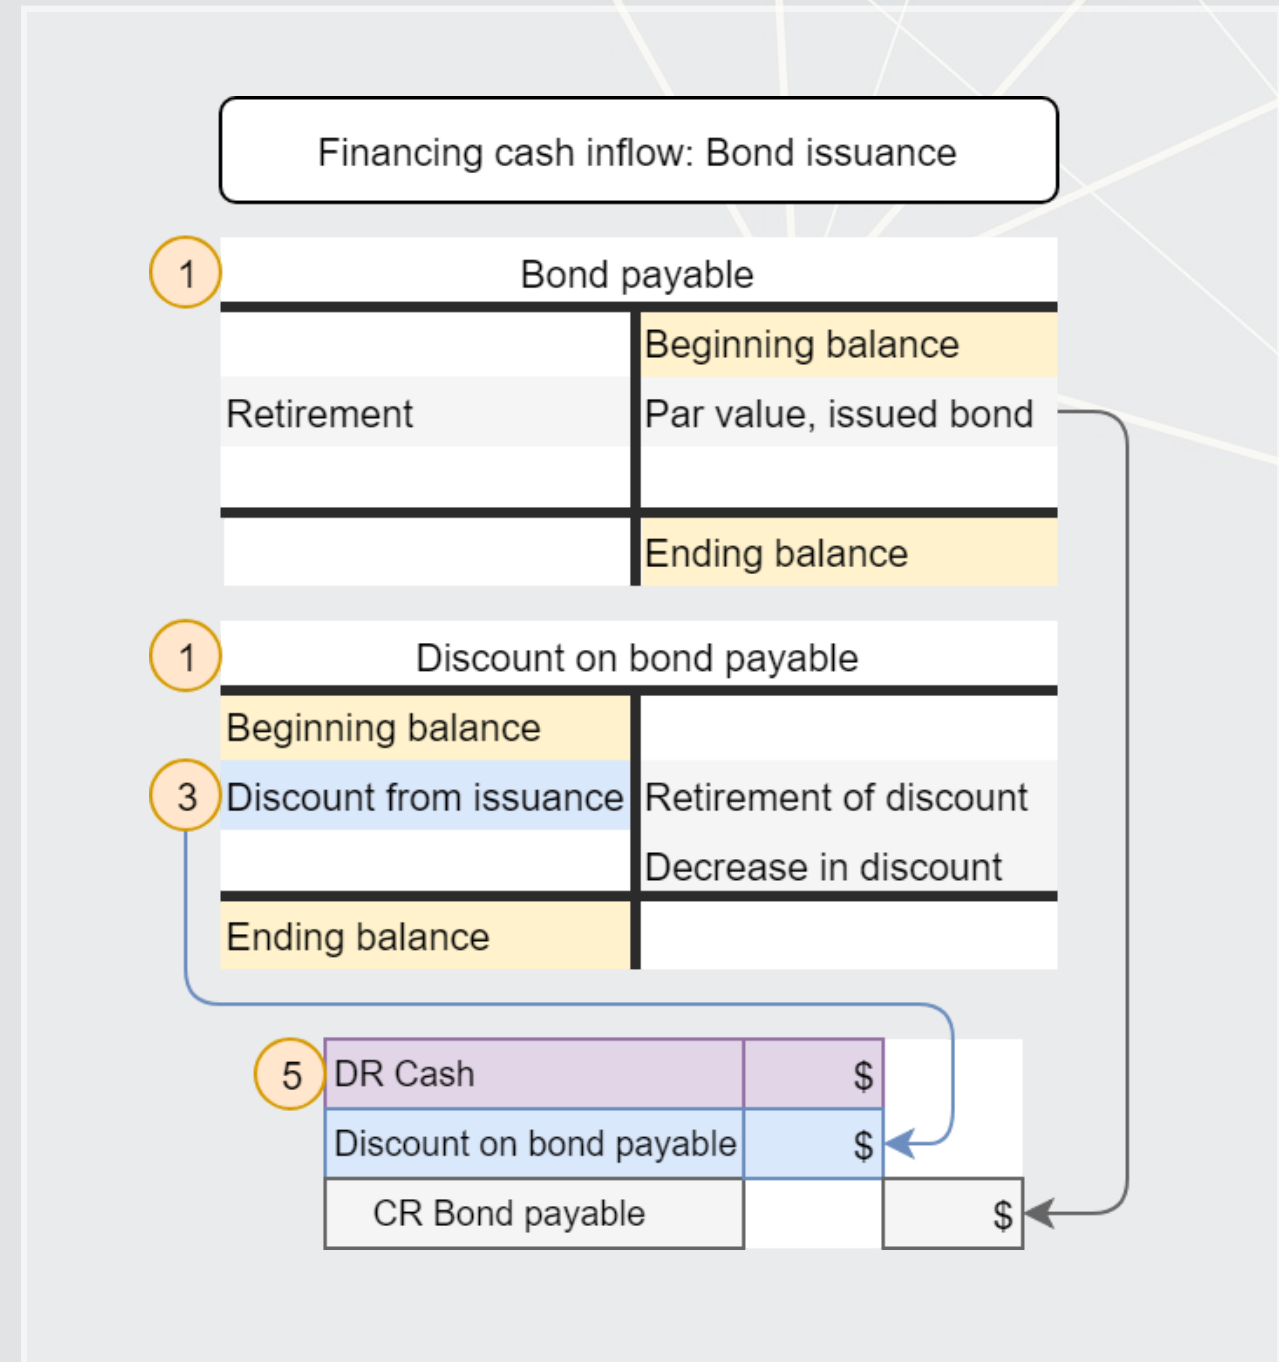 Financing cash inflow: Bond issuance
1
Bond payable
Beginning balance
Retirement
Par value, issued bond
Ending balance
1
Discount on bond payable
Beginning balance
3
Discount from issuance
Retirement of discount
Decrease in discount
Ending balance
5
DR Cash $
Discount on bond payable $
CR Bond payable $